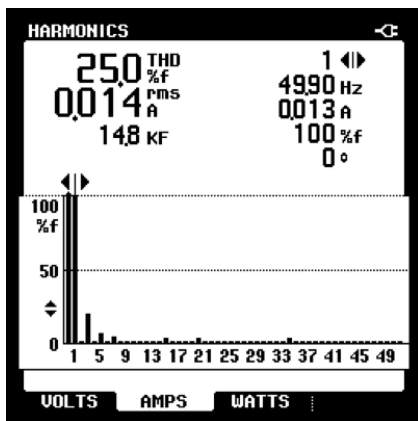 HARMONICS
25.0 THD %f
0.014 rms A
14.8 KF
1
49.90 Hz
0.013 A
100 %f
0 °
100
%f
50
0
1 5 9 13 17 21 25 29 33 37 41 45 49
VOLTS AMPS WATTS